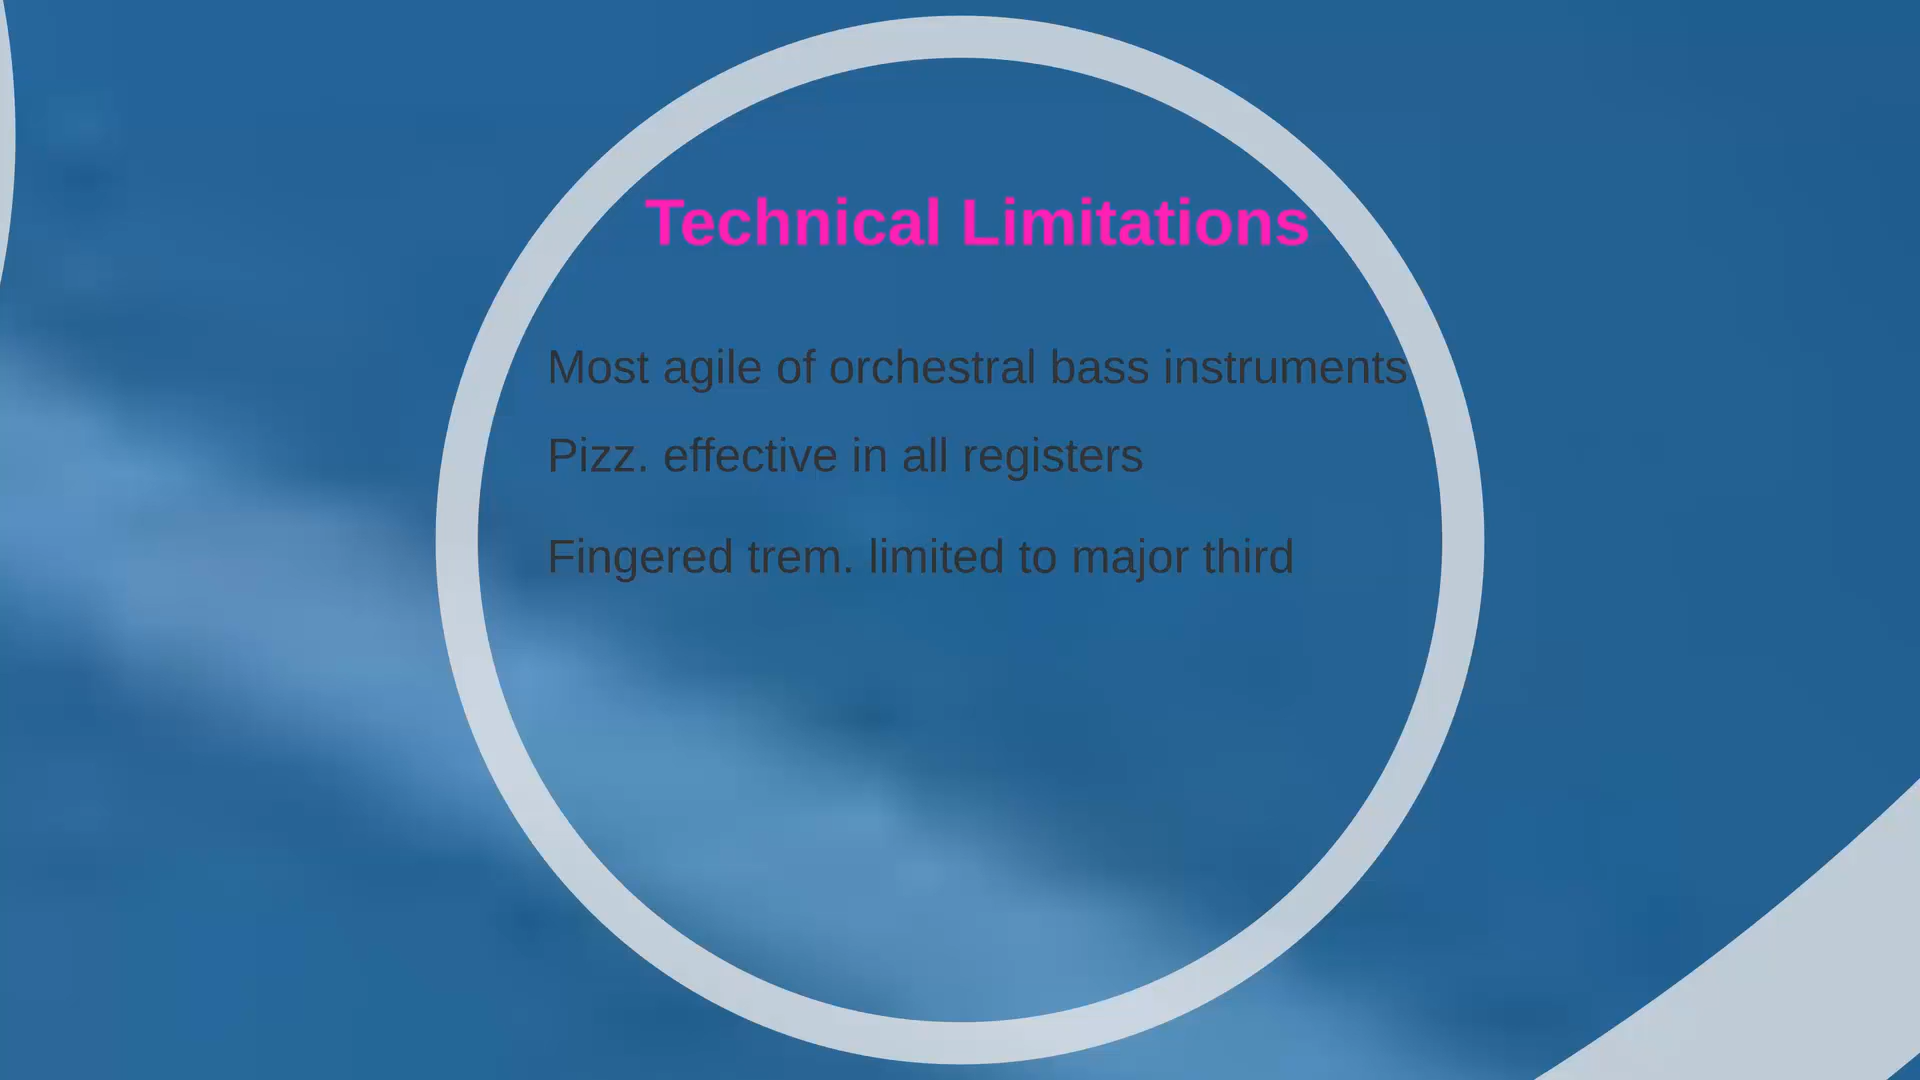 Technical Limitations
Most agile of orchestral bass instruments
Pizz. effective in all registers
Fingered trem. limited to major third